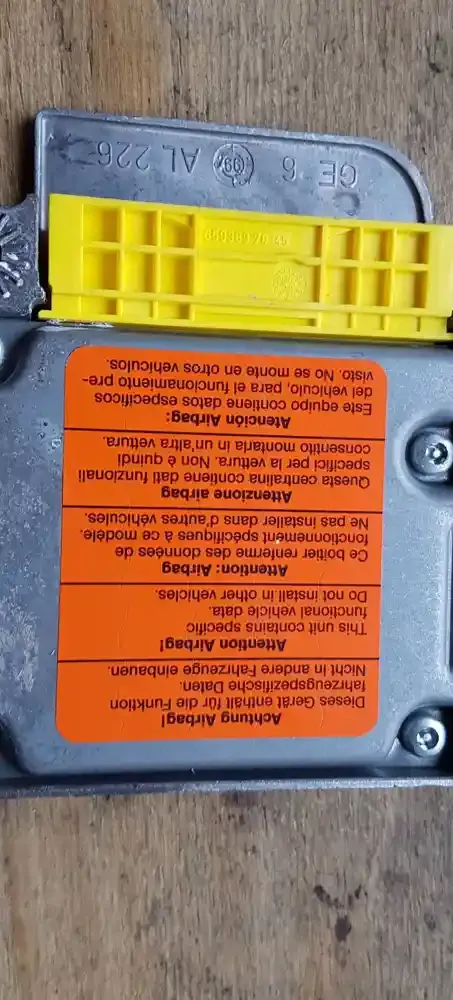 Achtung Airbag!
Dieses Gerät enthält für die Funktion
fahrzeugspezifische Daten.
Nicht in andere Fahrzeuge einbauen.
Attention Airbag!
This unit contains specific
functional vehicle data.
Do not install in other vehicles.
Attention: Airbag
Ce boîtier renferme des données de
fonctionnement spécifiques à ce modèle.
Ne pas installer dans d'autres véhicules.
Attenzione airbag
Questa centralina contiene dati funzionali
specifici per la vettura. Non è quindi
consentito montarla in un'altra vettura.
Atención Airbag:
Este equipo contiene datos específicos
del vehículo, para el funcionamiento pre-
visto. No se monte en otros vehículos.
GE 6 99 AL 226